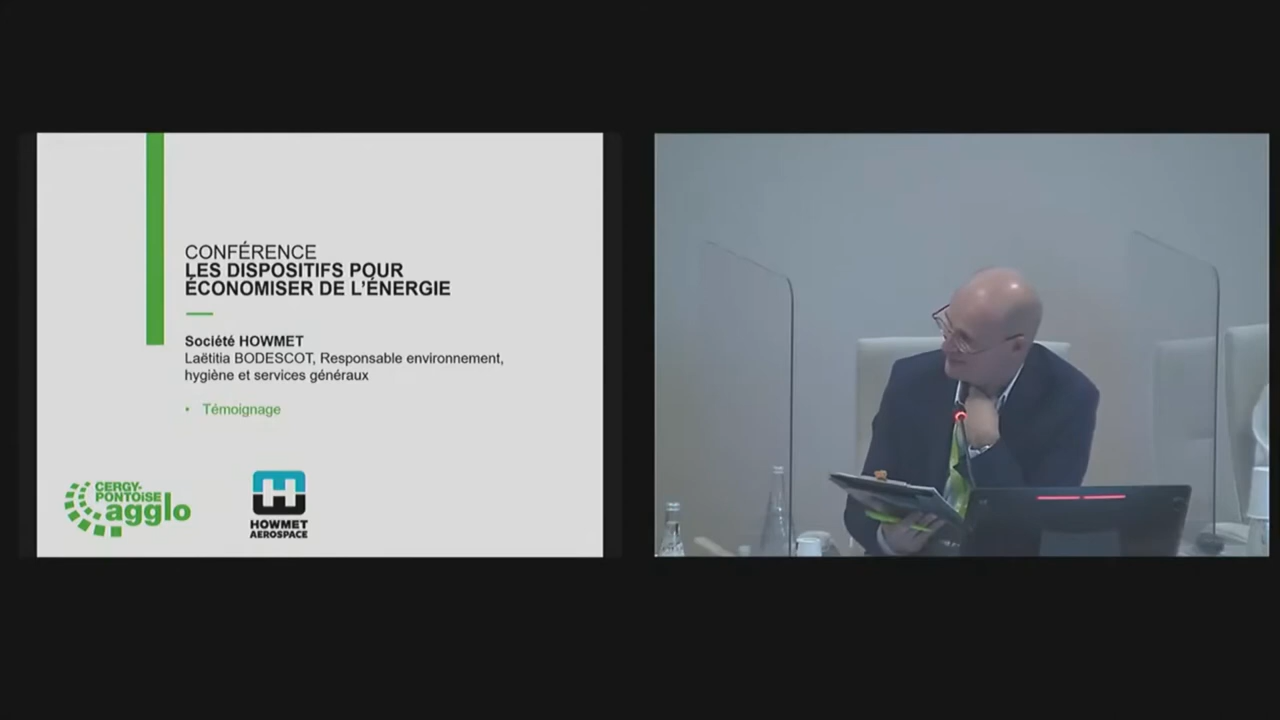 CONFÉRENCE
LES DISPOSITIFS POUR
ÉCONOMISER DE L'ÉNERGIE
Société HOWMET
Laëtitia BODESCOT, Responsable environnement,
hygiène et services généraux
• Témoignage
CERGY-
PONTOISE
agglo
HOWMET
AEROSPACE